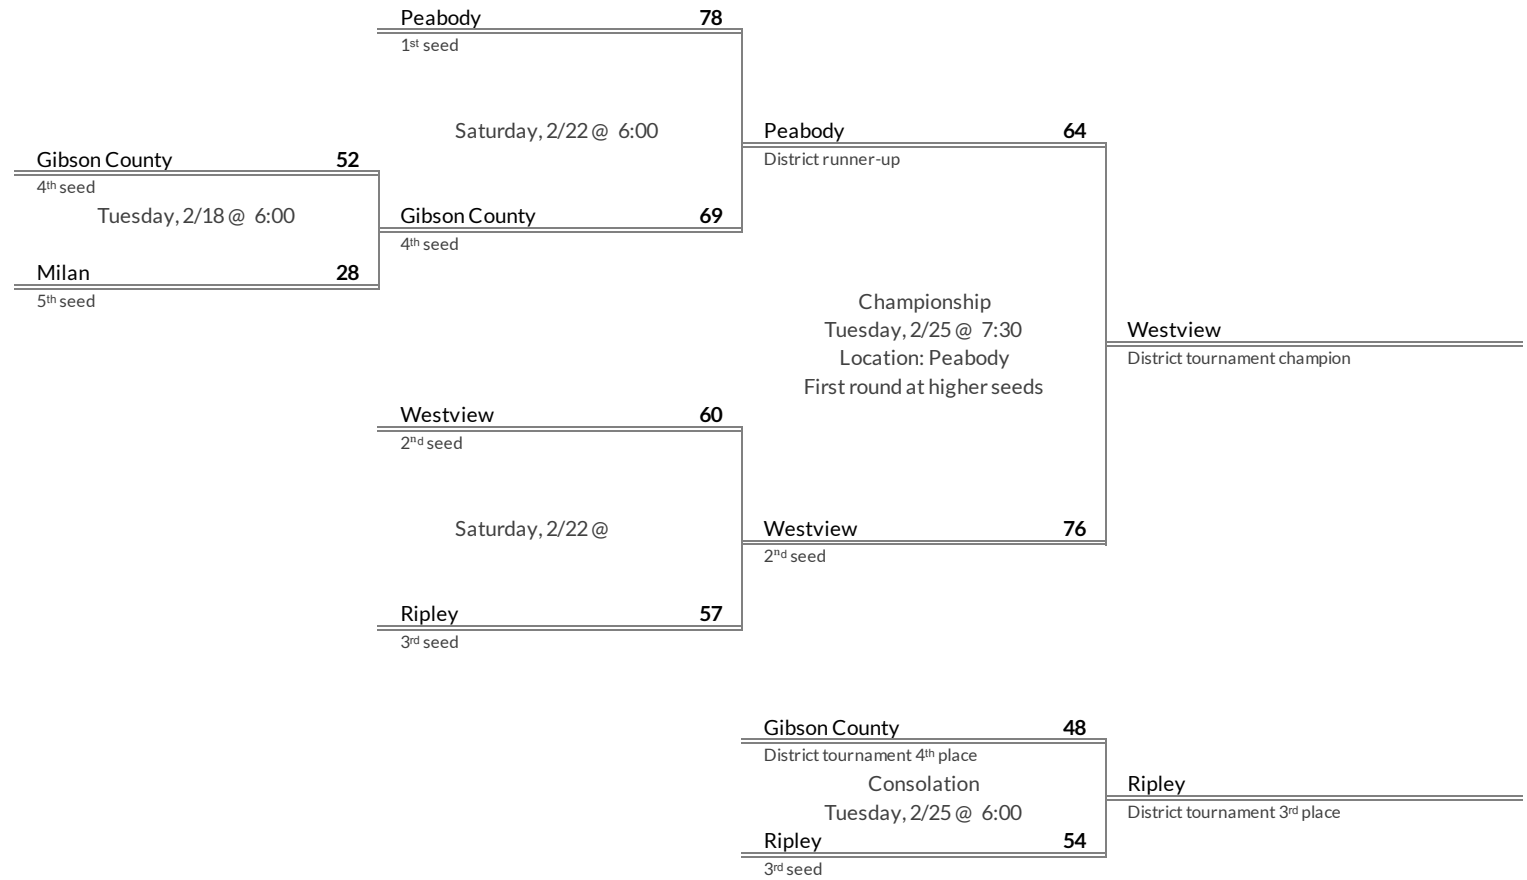 Peabody 78
1st seed
Saturday, 2/22 @ 6:00
Peabody 64
District runner-up
Gibson County 52
4th seed
Tuesday, 2/18 @ 6:00
Gibson County 69
4th seed
Milan 28
5th seed
Championship
Tuesday, 2/25 @ 7:30
Location: Peabody
First round at higher seeds
Westview
District tournament champion
Westview 60
2nd seed
Saturday, 2/22 @
Westview 76
2nd seed
Ripley 57
3rd seed
Gibson County 48
District tournament 4th place
Consolation
Tuesday, 2/25 @ 6:00
Ripley
District tournament 3rd place
Ripley 54
3rd seed